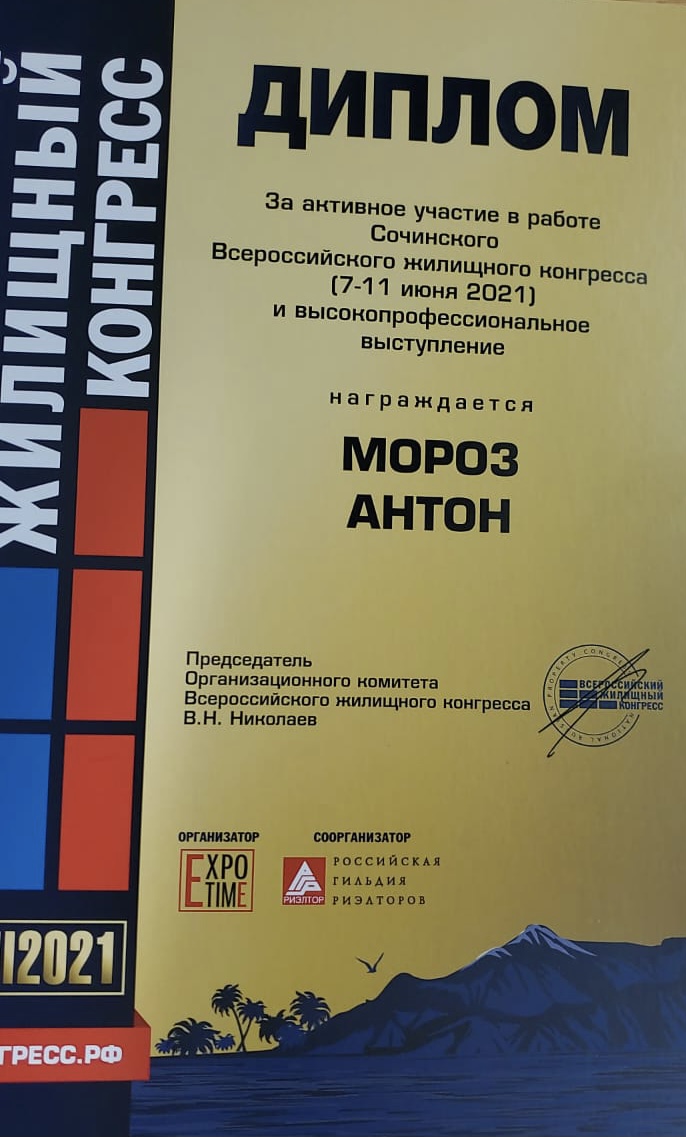 ЖИЛИЩНЫЙ
КОНГРЕСС
ДИПЛОМ
За активное участие в работе
Сочинского
Всероссийского жилищного конгресса
(7-11 июня 2021)
и высокопрофессиональное
выступление
награждается
МОРОЗ
АНТОН
Председатель
Организационного комитета
Всероссийского жилищного конгресса
В.Н. Николаев
ВСЕРОССИЙСКИЙ
ЖИЛИЩНЫЙ
КОНГРЕСС
ОРГАНИЗАТОР
EXPO
TIME
СООРГАНИЗАТОР
РИЭЛТОР
РОССИЙСКАЯ
ГИЛЬДИЯ
РИЭЛТОРОВ
2021
ГРЕСС.РФ